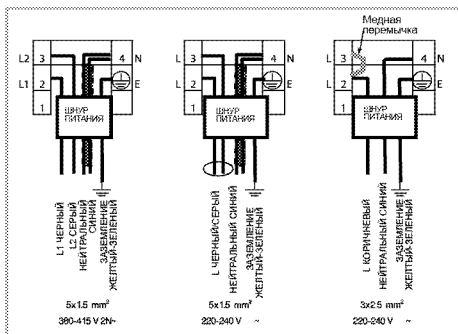 Медная
перемычка
L2 3 4 N
L1 2 E
1
ШНУР
ПИТАНИЯ
L1 ЧЕРНЫЙ
L2 СЕРЫЙ
НЕЙТРАЛЬНЫЙ
СИНИЙ
ЗАЗЕМЛЕНИЕ
ЖЕЛТЫЙ-ЗЕЛЕНЫЙ
5x1.5 mm²
380-415 V 2N~
L 3 4 N
L 2 E
1
ШНУР
ПИТАНИЯ
L ЧЕРНЫЙ/СЕРЫЙ
НЕЙТРАЛЬНЫЙ СИНИЙ
ЗАЗЕМЛЕНИЕ
ЖЕЛТЫЙ-ЗЕЛЕНЫЙ
5x1.5 mm²
220-240 V ~
L 3 4 N
L 2 E
1
ШНУР
ПИТАНИЯ
L КОРИЧНЕВЫЙ
НЕЙТРАЛЬНЫЙ СИНИЙ
ЗАЗЕМЛЕНИЕ
ЖЕЛТЫЙ-ЗЕЛЕНЫЙ
3x2.5 mm²
220-240 V ~